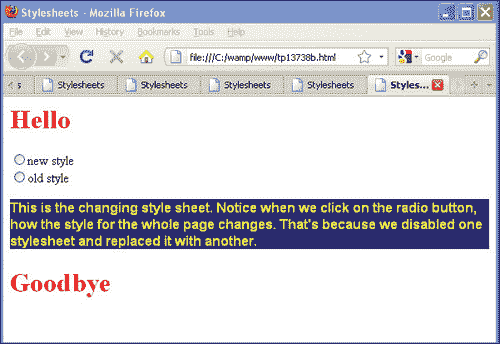 Stylesheets - Mozilla Firefox
File Edit View History Bookmarks Tools Help
file:///C:/wamp/www/tp13738b.html
Google
s Stylesheets Stylesheets Stylesheets Stylesheets Styles...
Hello
new style
old style
This is the changing style sheet. Notice when we click on the radio button,
how the style for the whole page changes. That's because we disabled one
stylesheet and replaced it with another.
Goodbye